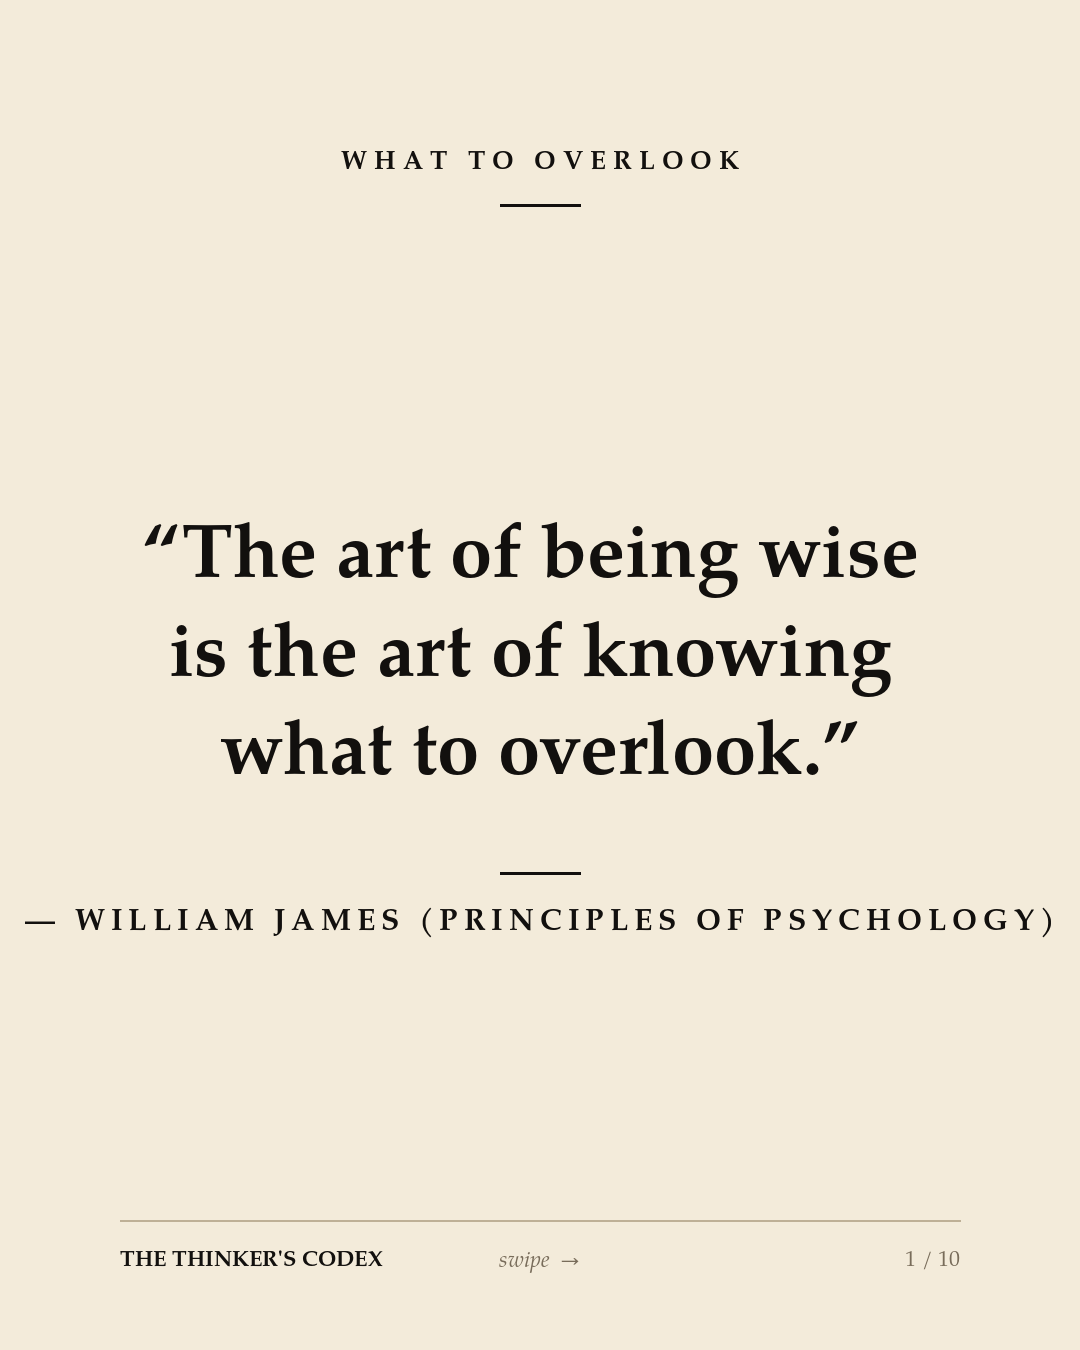 WHAT TO OVERLOOK
“The art of being wise
is the art of knowing
what to overlook.”
— WILLIAM JAMES (PRINCIPLES OF PSYCHOLOGY)
THE THINKER'S CODEX
swipe →
1 / 10